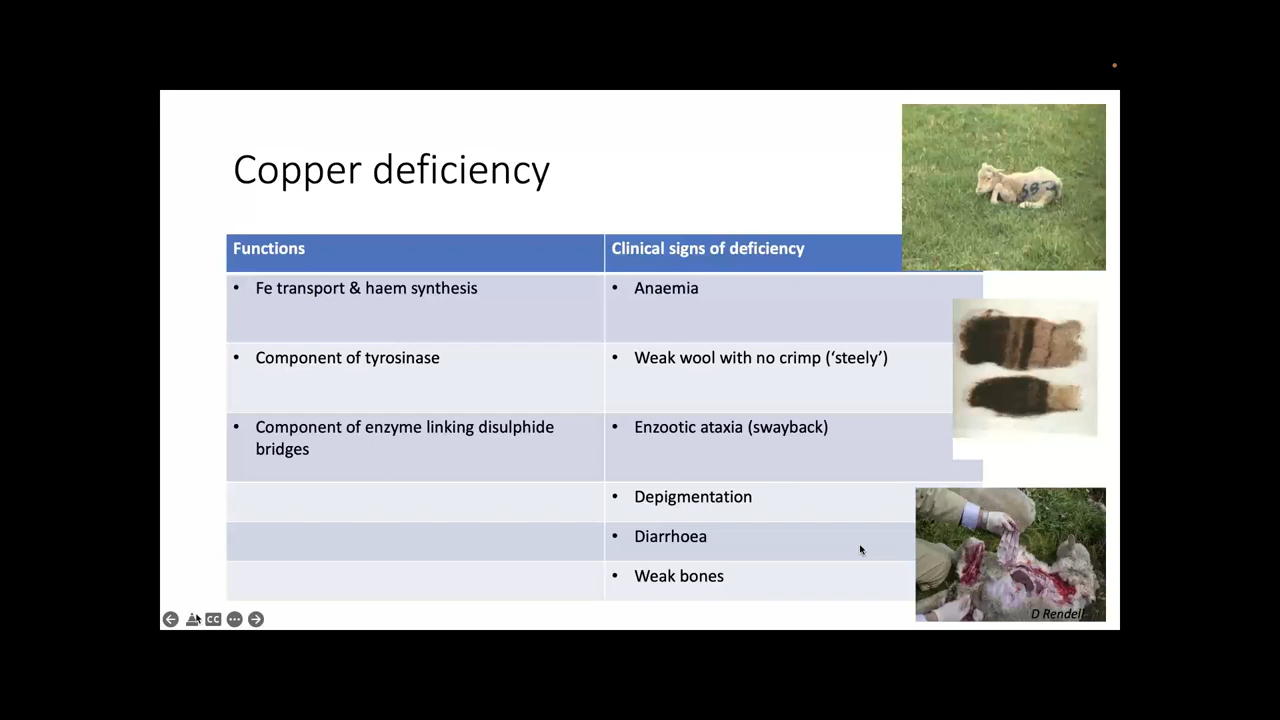 Copper deficiency
Functions
Clinical signs of deficiency
• Fe transport & haem synthesis
• Anaemia
• Component of tyrosinase
• Weak wool with no crimp (‘steely’)
• Component of enzyme linking disulphide
bridges
• Enzootic ataxia (swayback)
• Depigmentation
• Diarrhoea
• Weak bones
D Rendell
CC